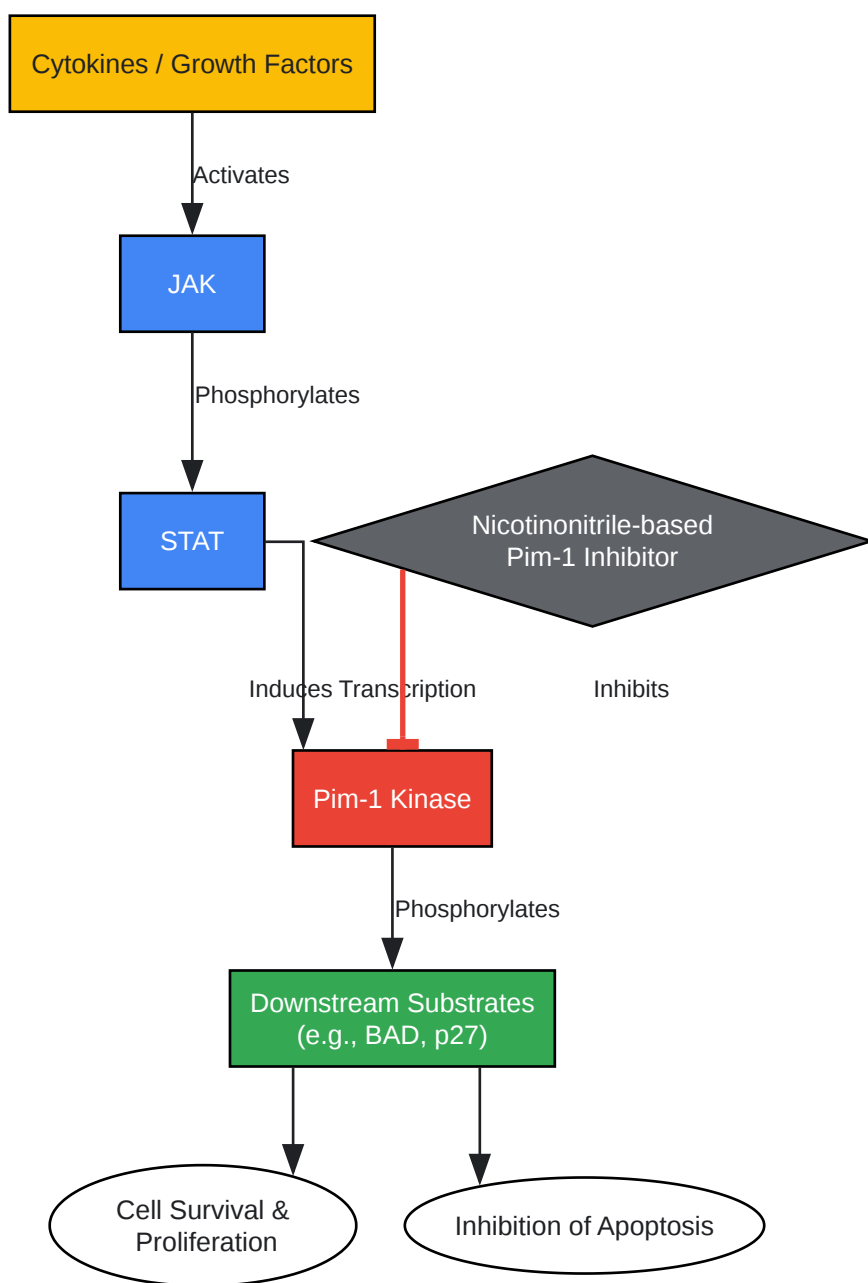 Cytokines / Growth Factors
Activates
JAK
Phosphorylates
STAT
Nicotinonitrile-based
Pim-1 Inhibitor
Induces Transcription
Inhibits
Pim-1 Kinase
Phosphorylates
Downstream Substrates
(e.g., BAD, p27)
Cell Survival &
Proliferation
Inhibition of Apoptosis